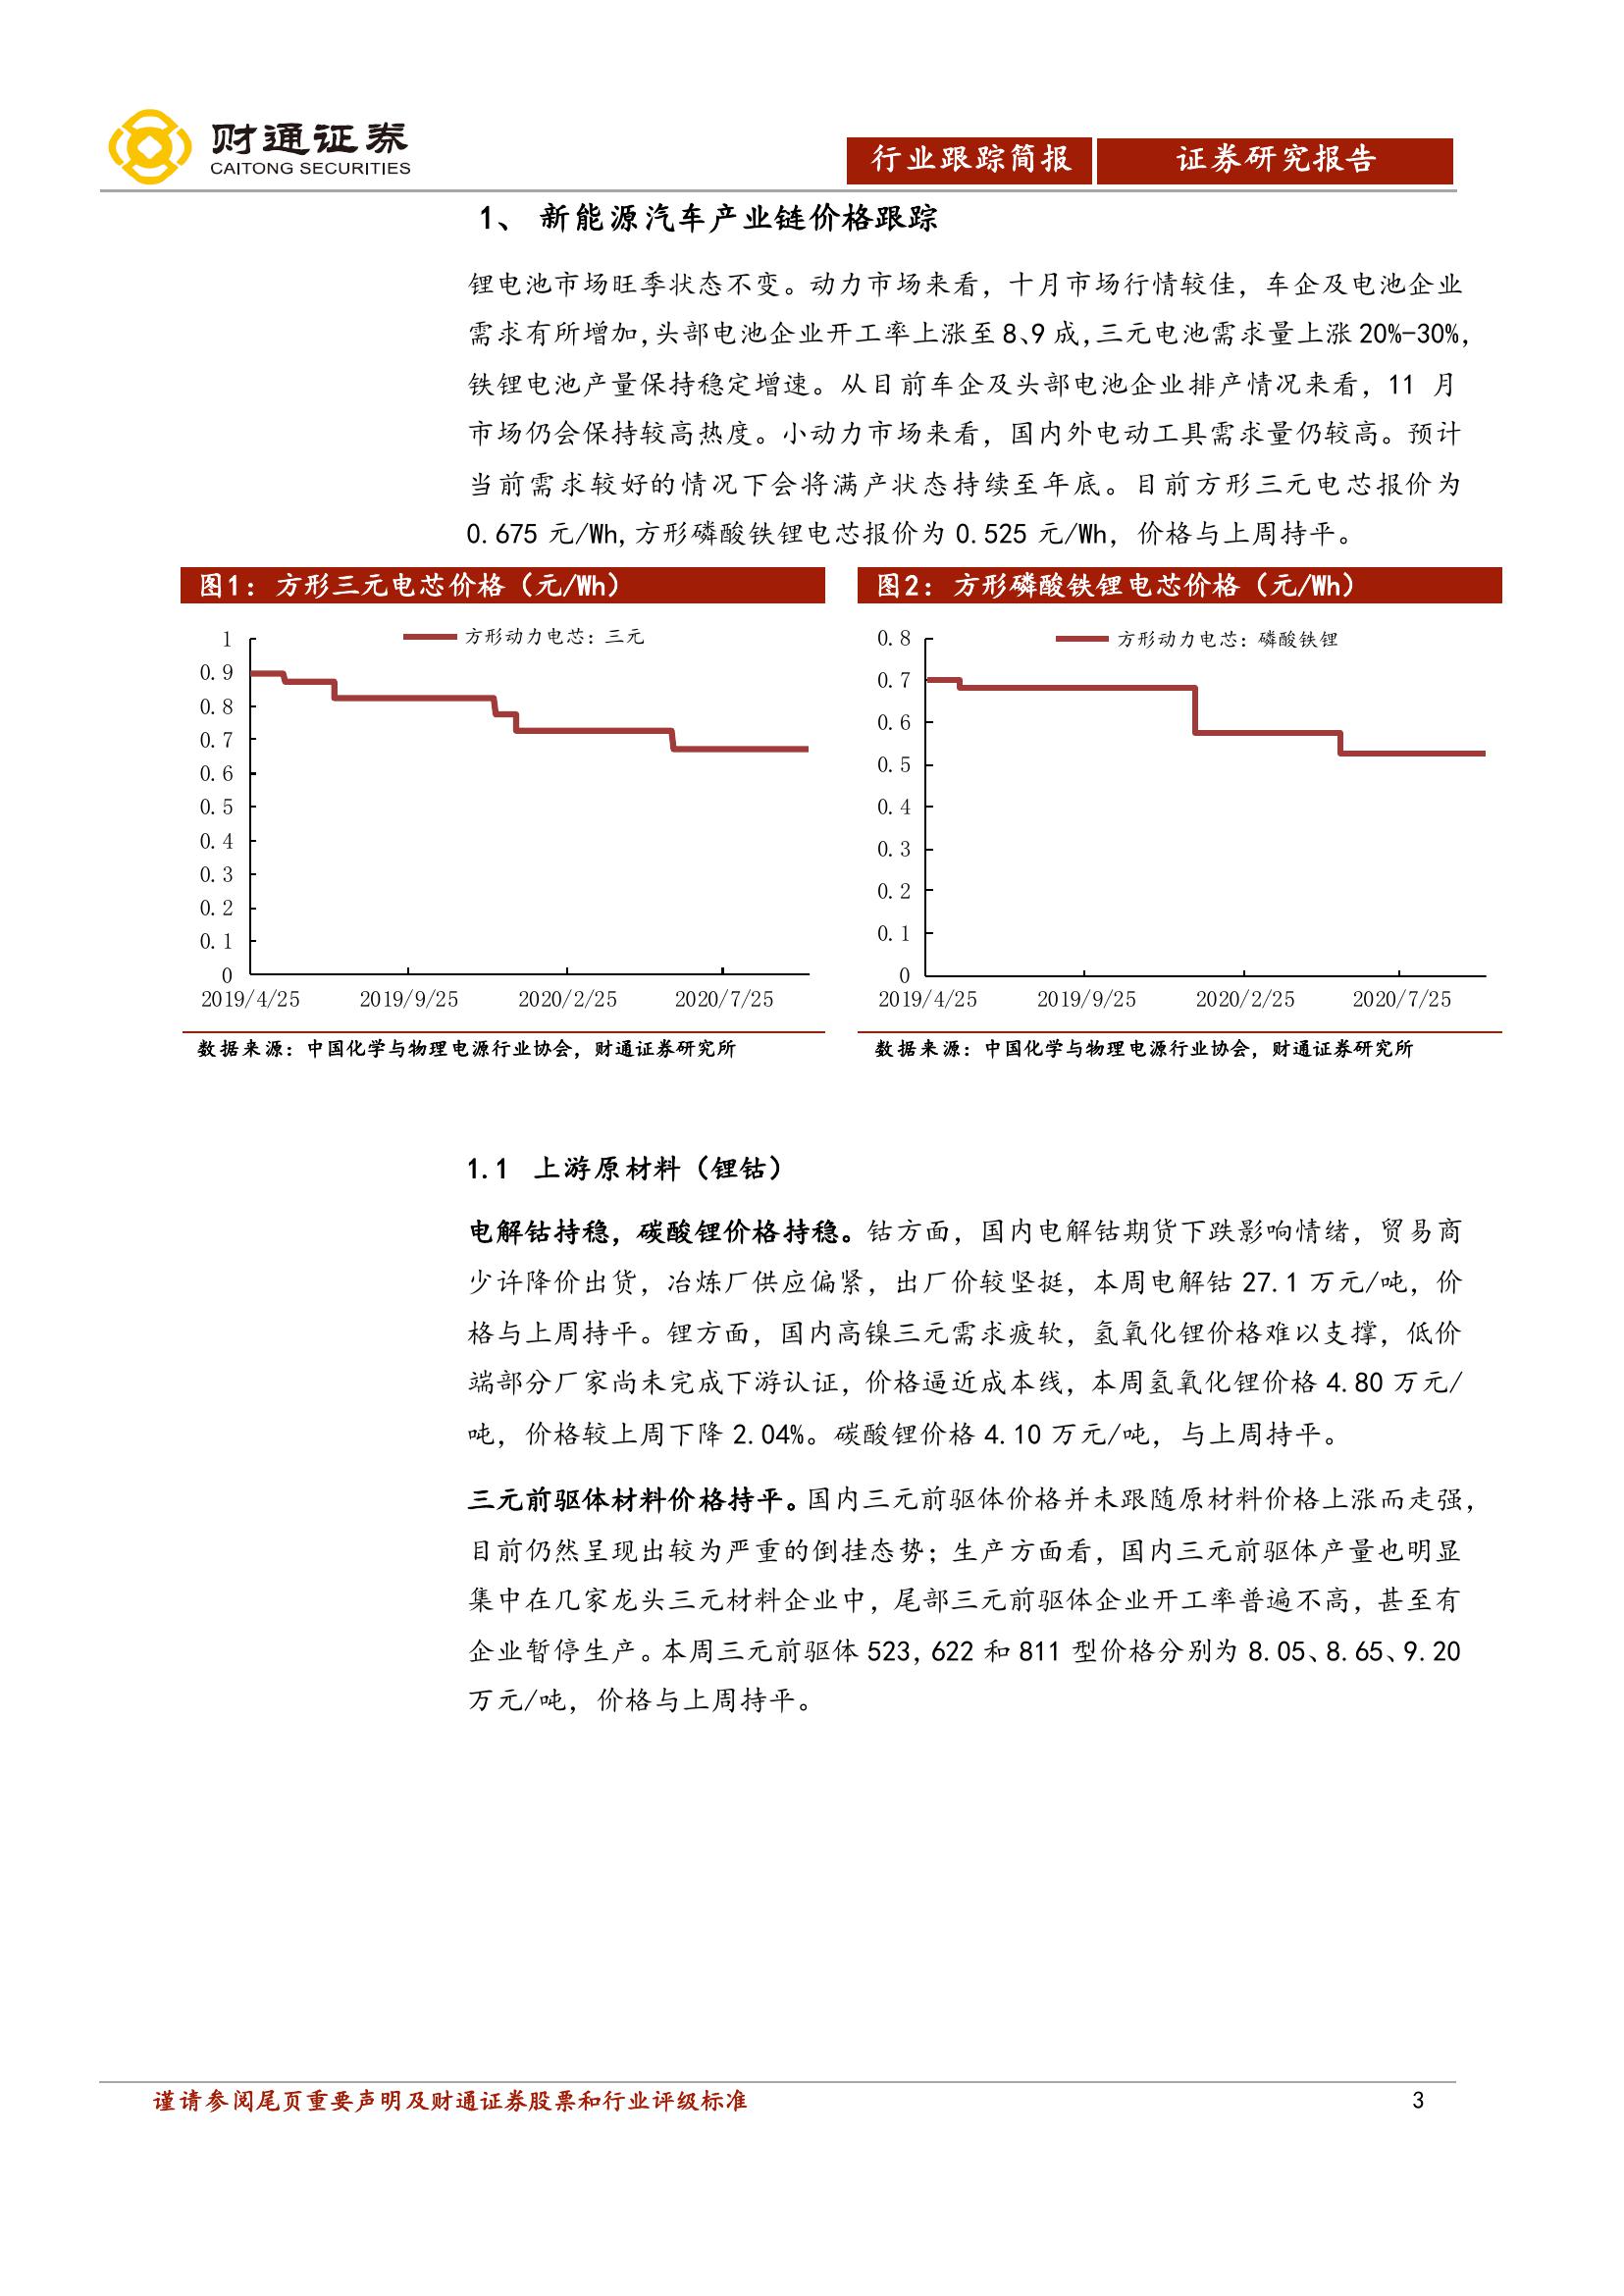 财通证券
CAITONG SECURITIES
行业跟踪简报
证券研究报告
1、 新能源汽车产业链价格跟踪
锂电池市场旺季状态不变。动力市场来看，十月市场行情较佳，车企及电池企业
需求有所增加,头部电池企业开工率上涨至8、9成,三元电池需求量上涨20%-30%,
铁锂电池产量保持稳定增速。从目前车企及头部电池企业排产情况来看，11 月
市场仍会保持较高热度。小动力市场来看，国内外电动工具需求量仍较高。预计
当前需求较好的情况下会将满产状态持续至年底。目前方形三元电芯报价为
0.675 元/Wh,方形磷酸铁锂电芯报价为 0.525 元/Wh，价格与上周持平。
图1：方形三元电芯价格（元/Wh）
方形动力电芯：三元
1
0.9
0.8
0.7
0.6
0.5
0.4
0.3
0.2
0.1
0
2019/4/25 2019/9/25 2020/2/25 2020/7/25
数据来源：中国化学与物理电源行业协会，财通证券研究所
图2：方形磷酸铁锂电芯价格（元/Wh）
方形动力电芯：磷酸铁锂
0.8
0.7
0.6
0.5
0.4
0.3
0.2
0.1
0
2019/4/25 2019/9/25 2020/2/25 2020/7/25
数据来源：中国化学与物理电源行业协会，财通证券研究所
1.1 上游原材料（锂钴）
电解钴持稳，碳酸锂价格持稳。钴方面，国内电解钴期货下跌影响情绪，贸易商
少许降价出货，冶炼厂供应偏紧，出厂价较坚挺，本周电解钴 27.1 万元/吨，价
格与上周持平。锂方面，国内高镍三元需求疲软，氢氧化锂价格难以支撑，低价
端部分厂家尚未完成下游认证，价格逼近成本线，本周氢氧化锂价格 4.80 万元/
吨，价格较上周下降 2.04%。碳酸锂价格 4.10 万元/吨，与上周持平。
三元前驱体材料价格持平。国内三元前驱体价格并未跟随原材料价格上涨而走强，
目前仍然呈现出较为严重的倒挂态势；生产方面看，国内三元前驱体产量也明显
集中在几家龙头三元材料企业中，尾部三元前驱体企业开工率普遍不高，甚至有
企业暂停生产。本周三元前驱体 523，622 和 811 型价格分别为 8.05、8.65、9.20
万元/吨，价格与上周持平。
谨请参阅尾页重要声明及财通证券股票和行业评级标准
3